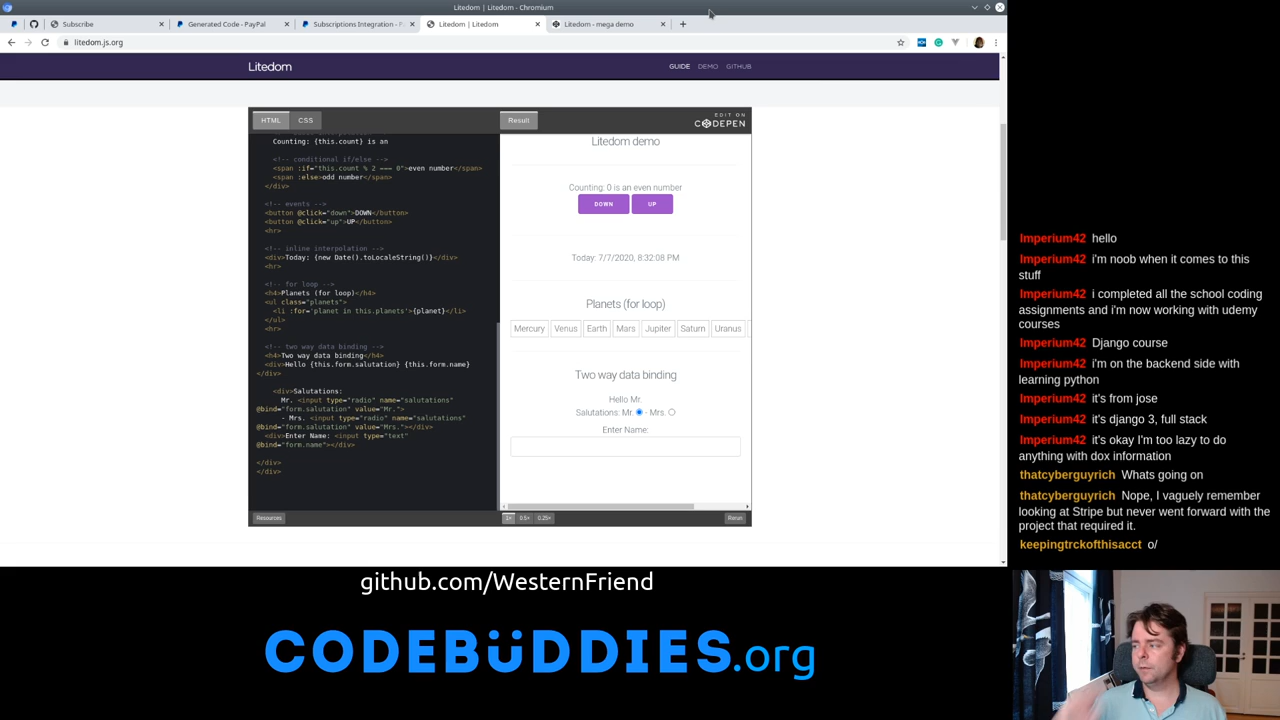 Litedom | Litedom - Chromium
Subscribe
Generated Code - PayPal
Subscriptions Integration - P
Litedom | Litedom
Litedom - mega demo
litedom.js.org
Litedom
GUIDE
DEMO
GITHUB
HTML
CSS
Result
EDIT ON
CODEPEN
Counting: {this.count} is an
<!-- conditional if/else -->
<span :if="this.count % 2 === 0">even number</span>
<span :else>odd number</span>
</div>
<!-- events -->
<button @click="down">DOWN</button>
<button @click="up">UP</button>
<hr>
<!-- inline interpolation -->
<div>Today: {new Date().toLocaleString()}</div>
<hr>
<!-- for loop -->
<h4>Planets (for loop)</h4>
<ul class="planets">
<li :for='planet in this.planets'>{planet}</li>
</ul>
<hr>
<!-- two way data binding -->
<h4>Two way data binding</h4>
<div>Hello {this.form.salutation} {this.form.name}
</div>
<div>Salutations:
Mr. <input type="radio" name="salutations"
@bind="form.salutation" value="Mr.">
- Mrs. <input type="radio" name="salutations"
@bind="form.salutation" value="Mrs."></div>
<div>Enter Name: <input type="text"
@bind="form.name"></div>
</div>
</div>
Litedom demo
Counting: 0 is an even number
DOWN
UP
Today: 7/7/2020, 8:32:08 PM
Planets (for loop)
Mercury
Venus
Earth
Mars
Jupiter
Saturn
Uranus
Two way data binding
Hello Mr.
Salutations: Mr. - Mrs.
Enter Name:
Resources
1×
0.5×
0.25×
Rerun
Imperium42 hello
Imperium42 i'm noob when it comes to this
stuff
Imperium42 i completed all the school coding
assignments and i'm now working with udemy
courses
Imperium42 Django course
Imperium42 i'm on the backend side with
learning python
Imperium42 it's from jose
Imperium42 it's django 3, full stack
Imperium42 it's okay I'm too lazy to do
anything with dox information
thatcyberguyrich Whats going on
thatcyberguyrich Nope, I vaguely remember
looking at Stripe but never went forward with the
project that required it.
keepingtrckofthisacct o/
github.com/WesternFriend
CODEBÜDDIES.org